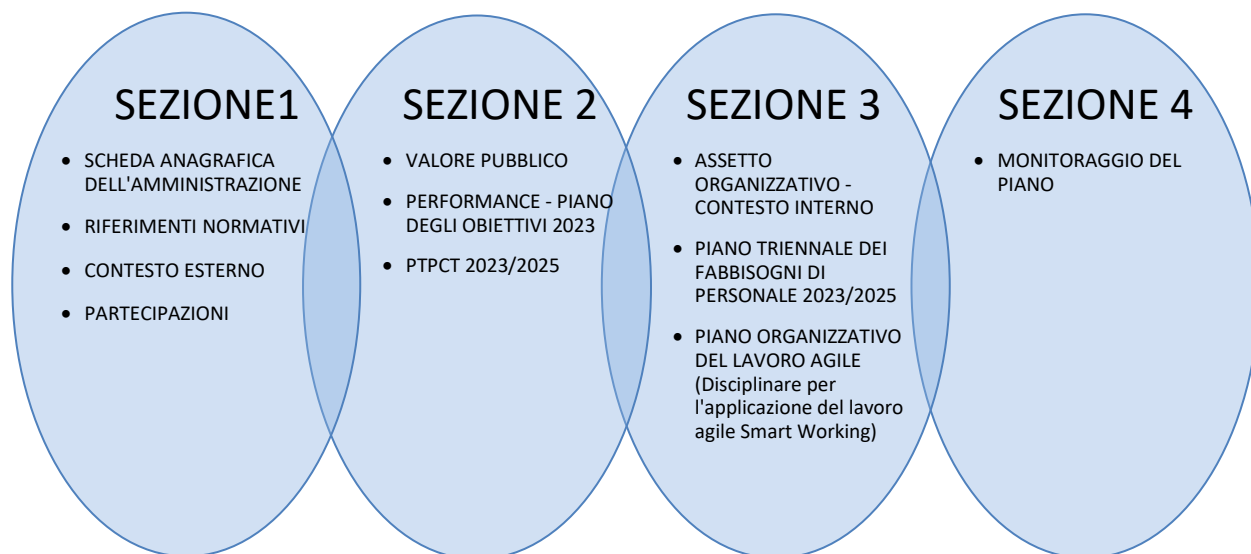 SEZIONE1
• SCHEDA ANAGRAFICA
DELL'AMMINISTRAZIONE
• RIFERIMENTI NORMATIVI
• CONTESTO ESTERNO
• PARTECIPAZIONI
SEZIONE 2
• VALORE PUBBLICO
• PERFORMANCE - PIANO
DEGLI OBIETTIVI 2023
• PTPCT 2023/2025
SEZIONE 3
• ASSETTO
ORGANIZZATIVO -
CONTESTO INTERNO
• PIANO TRIENNALE DEI
FABBISOGNI DI
PERSONALE 2023/2025
• PIANO ORGANIZZATIVO
DEL LAVORO AGILE
(Disciplinare per
l'applicazione del lavoro
agile Smart Working)
SEZIONE 4
• MONITORAGGIO DEL
PIANO